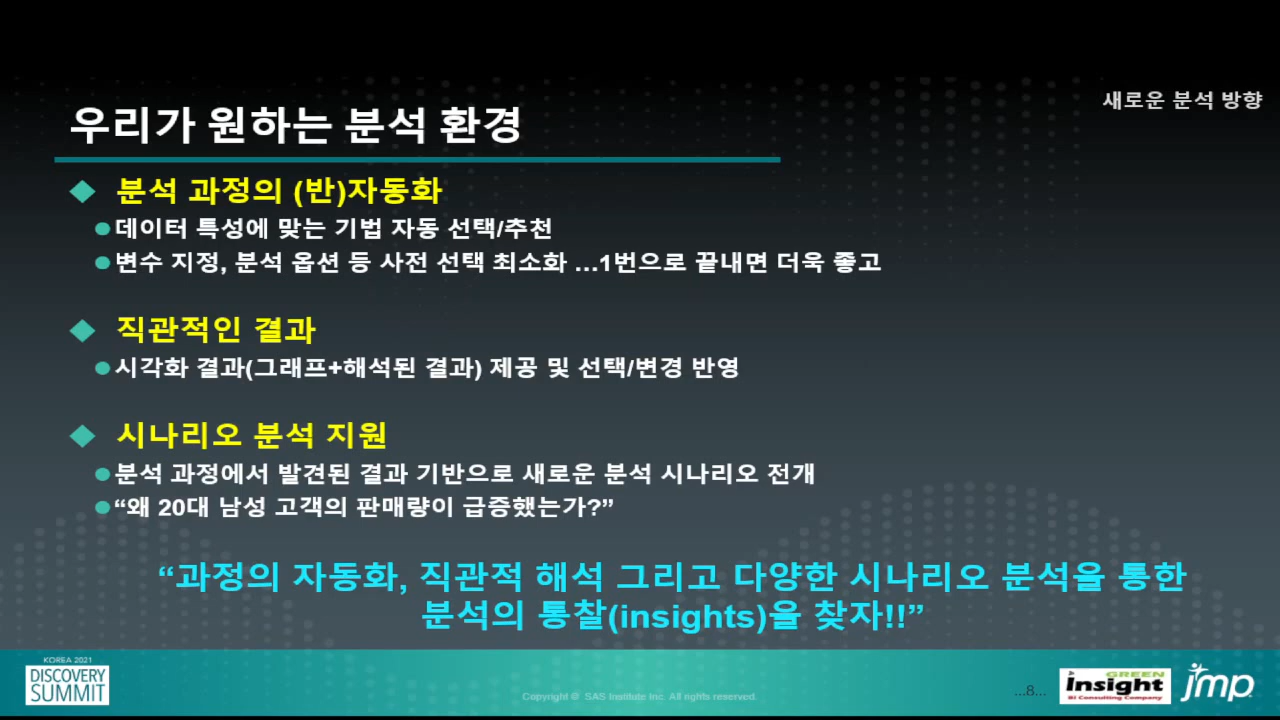 새로운 분석 방향
우리가 원하는 분석 환경
분석 과정의 (반)자동화
데이터 특성에 맞는 기법 자동 선택/추천
변수 지정, 분석 옵션 등 사전 선택 최소화 ...1번으로 끝내면 더욱 좋고
직관적인 결과
시각화 결과(그래프+해석된 결과) 제공 및 선택/변경 반영
시나리오 분석 지원
분석 과정에서 발견된 결과 기반으로 새로운 분석 시나리오 전개
“왜 20대 남성 고객의 판매량이 급증했는가?”
“과정의 자동화, 직관적 해석 그리고 다양한 시나리오 분석을 통한
분석의 통찰(insights)을 찾자!!”
KOREA 2021
DISCOVERY
SUMMIT
Copyright © SAS Institute Inc. All rights reserved.
...8...
GREEN
insight
BI Consulting Company
jmp